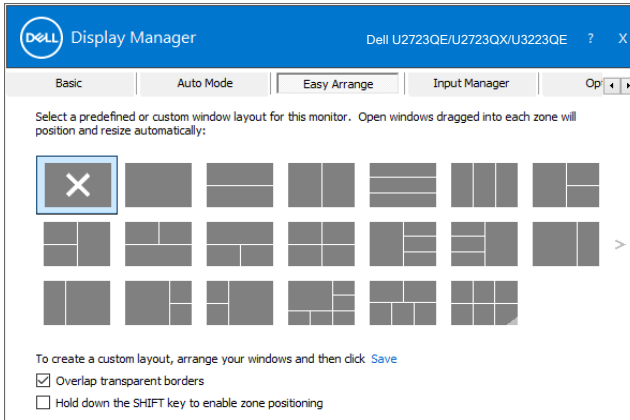 DELL Display Manager
Dell U2723QE/U2723QX/U3223QE ? X
Basic Auto Mode Easy Arrange Input Manager Op
Select a predefined or custom window layout for this monitor. Open windows dragged into each zone will
position and resize automatically:
To create a custom layout, arrange your windows and then click Save
Overlap transparent borders
Hold down the SHIFT key to enable zone positioning